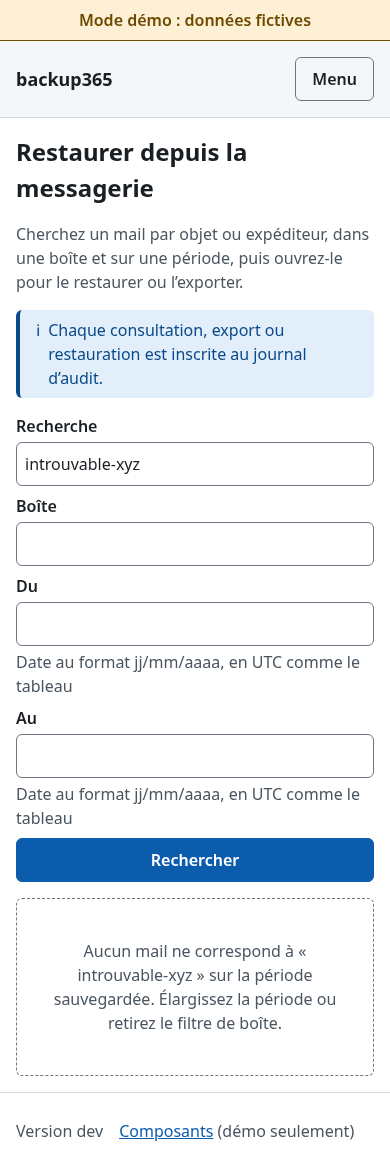 Mode démo : données fictives
backup365
Menu
Restaurer depuis la
messagerie
Cherchez un mail par objet ou expéditeur, dans
une boîte et sur une période, puis ouvrez-le
pour le restaurer ou l’exporter.
i Chaque consultation, export ou
restauration est inscrite au journal
d’audit.
Recherche
introuvable-xyz
Boîte
Du
Date au format jj/mm/aaaa, en UTC comme le
tableau
Au
Date au format jj/mm/aaaa, en UTC comme le
tableau
Rechercher
Aucun mail ne correspond à «
introuvable-xyz » sur la période
sauvegardée. Élargissez la période ou
retirez le filtre de boîte.
Version dev Composants (démo seulement)